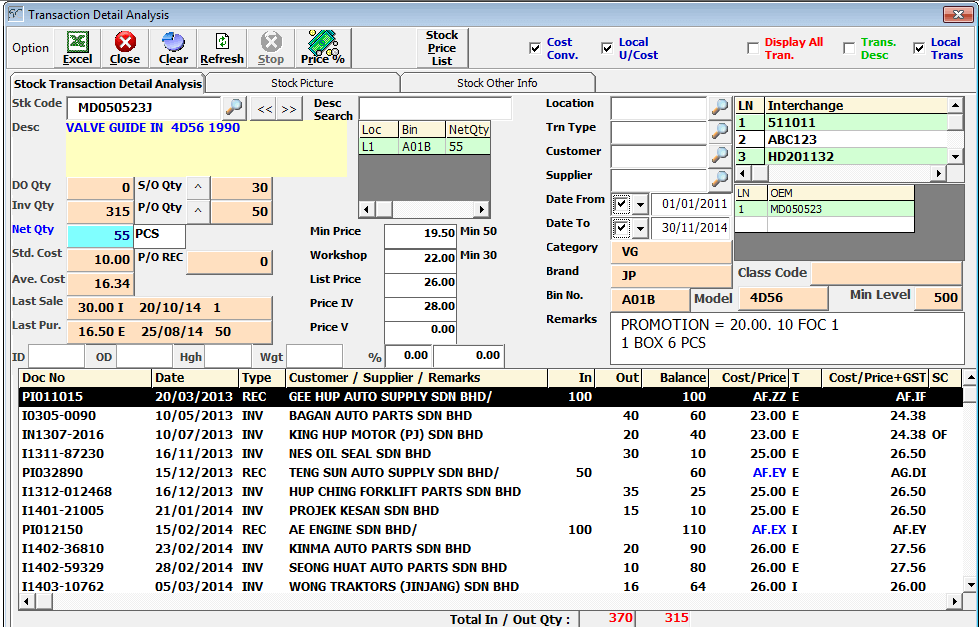 Transaction Detail Analysis
Option Excel Close Clear Refresh Stop Price % Stock Price List Cost Conv. Local U/Cost Display All Tran. Trans. Desc Local Trans
Stock Transaction Detail Analysis Stock Picture Stock Other Info
Stk Code MD050523J << >> Desc Search
Desc VALVE GUIDE IN 4D56 1990
Loc Bin NetQty
L1 A01B 55
DO Qty 0 S/O Qty ^ 30
Inv Qty 315 P/O Qty ^ 50
Net Qty 55 PCS
Std. Cost 10.00 P/O REC 0
Ave. Cost 16.34
Last Sale 30.00 I 20/10/14 1
Last Pur. 16.50 E 25/08/14 50
Min Price 19.50 Min 50
Workshop 22.00 Min 30
List Price 26.00
Price IV 28.00
Price V 0.00
ID OD Hgh Wgt % 0.00 0.00
Location
Trn Type
Customer
Supplier
Date From 01/01/2011
Date To 30/11/2014
Category VG
Brand JP
Bin No. A01B Model 4D56
Remarks PROMOTION = 20.00. 10 FOC 1
1 BOX 6 PCS
LN Interchange
1 511011
2 ABC123
3 HD201132
LN OEM
1 MD050523
Class Code
Min Level 500
Doc No Date Type Customer / Supplier / Remarks In Out Balance Cost/Price T Cost/Price+GST SC
PI011015 20/03/2013 REC GEE HUP AUTO SUPPLY SDN BHD/ 100 100 AF.ZZ E AF.IF
I0305-0090 10/05/2013 INV BAGAN AUTO PARTS SDN BHD 40 60 23.00 E 24.38
IN1307-2016 10/07/2013 INV KING HUP MOTOR (PJ) SDN BHD 20 40 23.00 E 24.38 OF
I1311-87230 16/11/2013 INV NES OIL SEAL SDN BHD 30 10 25.00 E 26.50
PI032890 15/12/2013 REC TENG SUN AUTO SUPPLY SDN BHD/ 50 60 AF.EY E AG.DI
I1312-012468 16/12/2013 INV HUP CHING FORKLIFT PARTS SDN BHD 35 25 25.00 E 26.50
I1401-21005 21/01/2014 INV PROJEK KESAN SDN BHD 15 10 25.00 E 26.50
PI012150 15/02/2014 REC AE ENGINE SDN BHD/ 100 110 AF.EX I AF.EY
I1402-36810 23/02/2014 INV KINMA AUTO PARTS SDN BHD 20 90 26.00 E 27.56
I1402-59329 28/02/2014 INV SEONG HUAT AUTO PARTS SDN BHD 10 80 26.00 E 27.56
I1403-10762 05/03/2014 INV WONG TRAKTORS (JINJANG) SDN BHD 16 64 26.00 I 26.00
Total In / Out Qty : 370 315